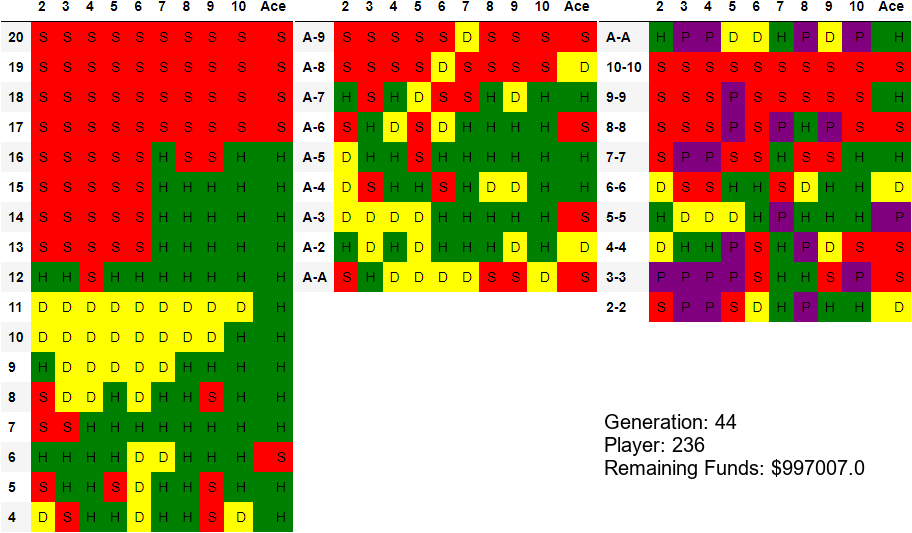 2 3 4 5 6 7 8 9 10 Ace
20 S S S S S S S S S S
19 S S S S S S S S S S
18 S S S S S S S S S S
17 S S S S S S S S S S
16 S S S S S H S S H H
15 S S S S S H H H H H
14 S S S S S H H H H H
13 S S S S S H H H H H
12 H H S H H H H H H H
11 D D D D D D D D D H
10 D D D D D D D D H H
9 H D D D D D H H H H
8 S D D H D H H S H H
7 S S H H H H H H H H
6 H H H H D D H H H S
5 S H H S D H H S H H
4 D S H H D H H S D H
2 3 4 5 6 7 8 9 10 Ace
A-9 S S S S S D S S S S
A-8 S S S S D S S S S D
A-7 H S H D S S H D H H
A-6 S H D S D H H H H S
A-5 D H H S H H H H H H
A-4 D S H H S H D D H H
A-3 D D D D H H H H H S
A-2 H D H D H H H D H D
A-A S H D D D D S S D S
2 3 4 5 6 7 8 9 10 Ace
A-A H P P D D H P D P H
10-10 S S S S S S S S S S
9-9 S S S P S S S S S H
8-8 S S S P S P H P S S
7-7 S P P S S H S S H H
6-6 D S S H H S D H H D
5-5 H D D D H P H H H P
4-4 D H H P S H P D S S
3-3 P P P P S H H S P S
2-2 S P P S D H P H H D
Generation: 44
Player: 236
Remaining Funds: $997007.0